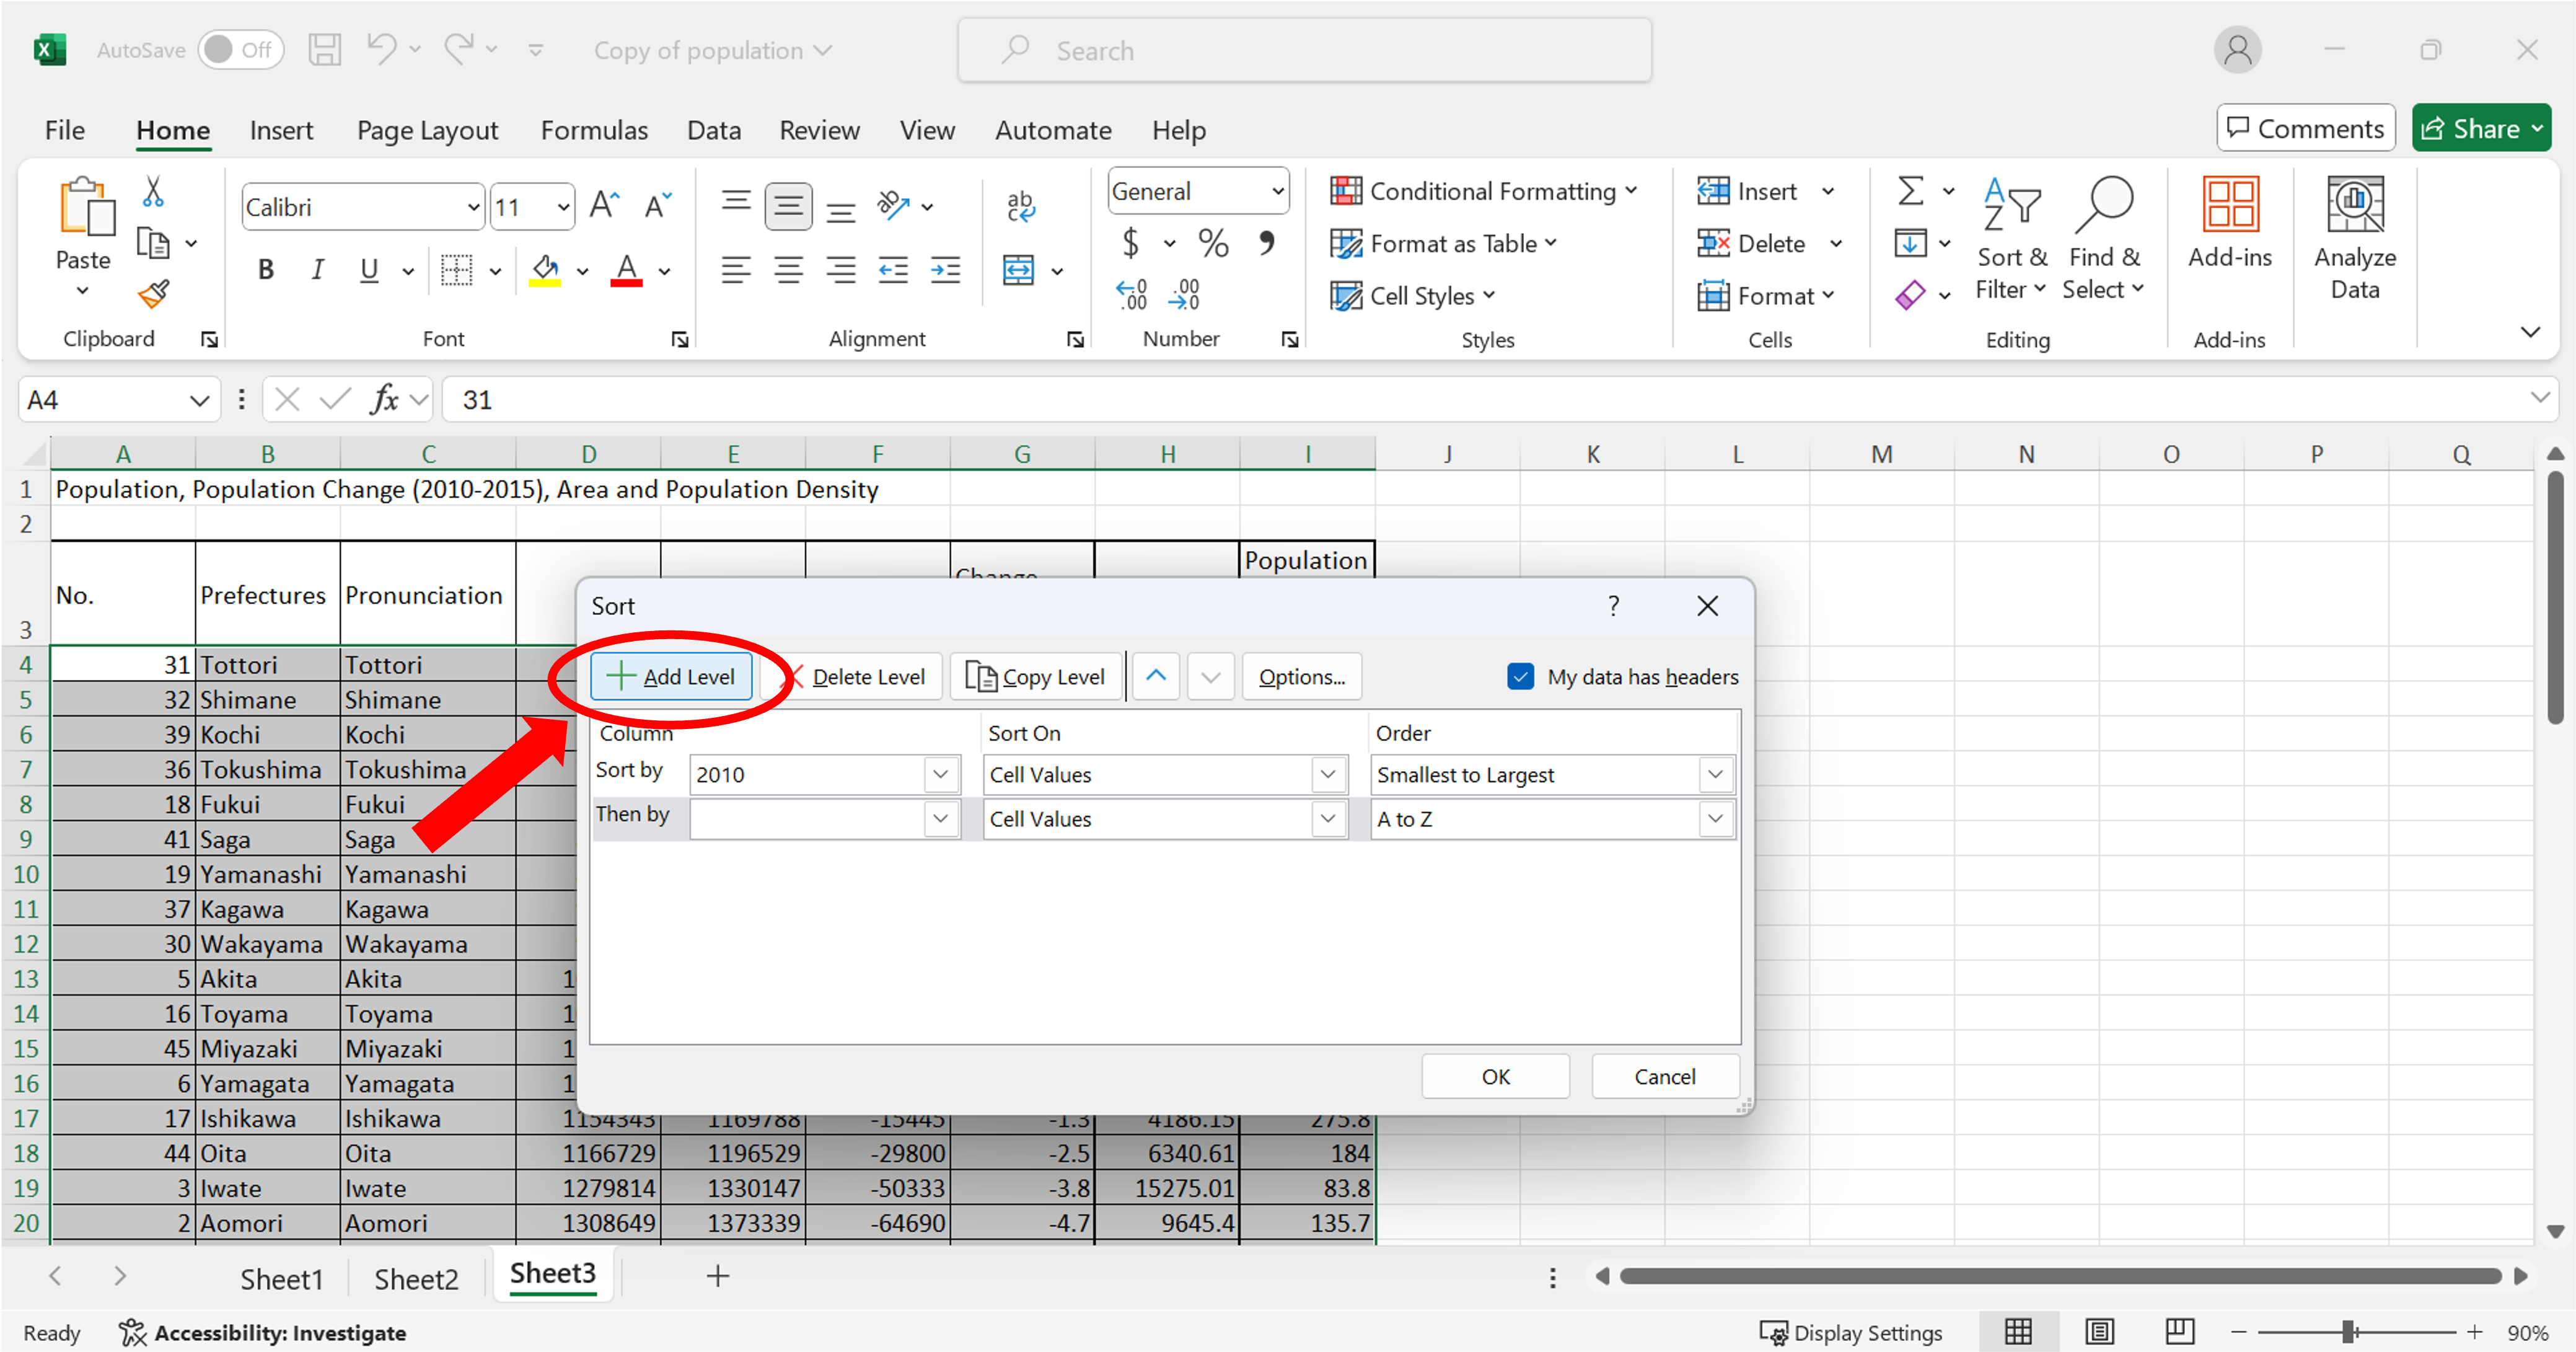 AutoSave Off Copy of population Search
File Home Insert Page Layout Formulas Data Review View Automate Help Comments Share
Paste
Calibri 11
B I U
General
$ % 9
Conditional Formatting
Format as Table
Cell Styles
Insert
Delete
Format
Sort & Filter
Find & Select
Add-ins
Analyze Data
Clipboard Font Alignment Number Styles Cells Editing Add-ins
A4 fx 31
A B C D E F G H I J K L M N O P Q
1 Population, Population Change (2010-2015), Area and Population Density
2
3 No. Prefectures Pronunciation Change Population
4 31 Tottori Tottori
5 32 Shimane Shimane
6 39 Kochi Kochi
7 36 Tokushima Tokushima
8 18 Fukui Fukui
9 41 Saga Saga
10 19 Yamanashi Yamanashi
11 37 Kagawa Kagawa
12 30 Wakayama Wakayama
13 5 Akita Akita
14 16 Toyama Toyama
15 45 Miyazaki Miyazaki
16 6 Yamagata Yamagata
17 17 Ishikawa Ishikawa 1154343 1169788 -15445 -1.3 4186.15 275.8
18 44 Oita Oita 1166729 1196529 -29800 -2.5 6340.61 184
19 3 Iwate Iwate 1279814 1330147 -50333 -3.8 15275.01 83.8
20 2 Aomori Aomori 1308649 1373339 -64690 -4.7 9645.4 135.7
Sort ?
Add Level Delete Level Copy Level Options... My data has headers
Column Sort On Order
Sort by 2010 Cell Values Smallest to Largest
Then by Cell Values A to Z
OK Cancel
Sheet1 Sheet2 Sheet3
Ready Accessibility: Investigate Display Settings 90%